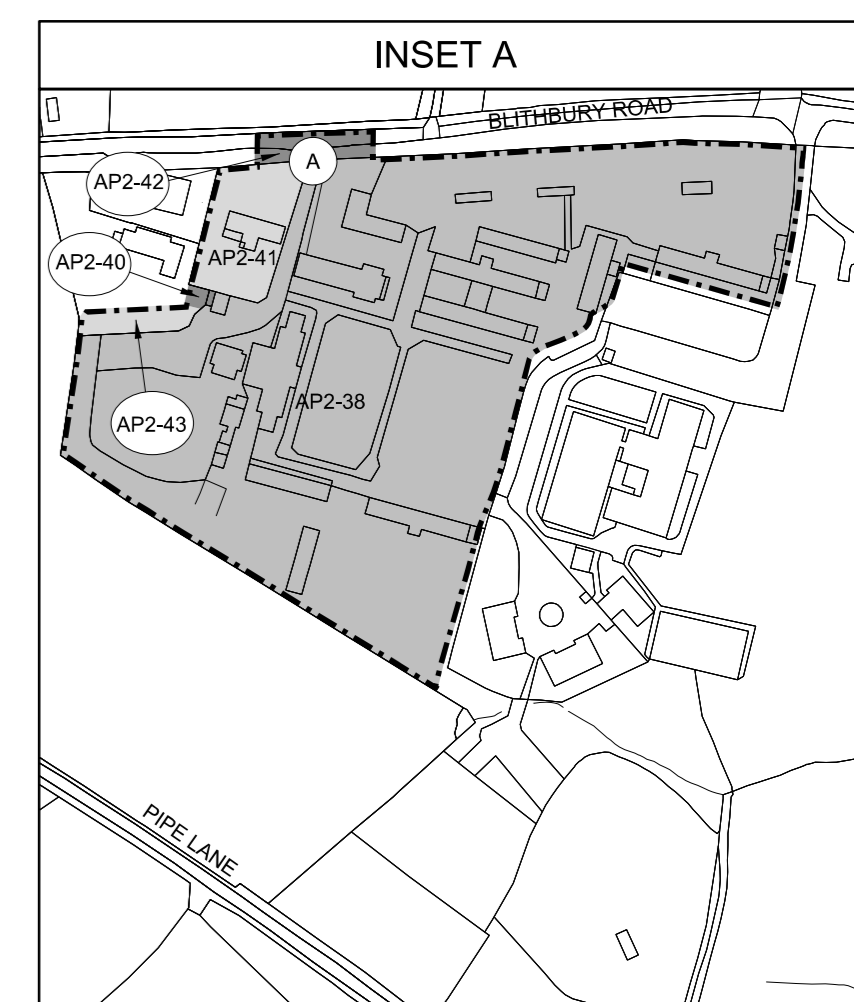 INSET A
BLITHBURY ROAD
A
AP2-42
AP2-41
AP2-40
AP2-38
AP2-43
PIPE LANE